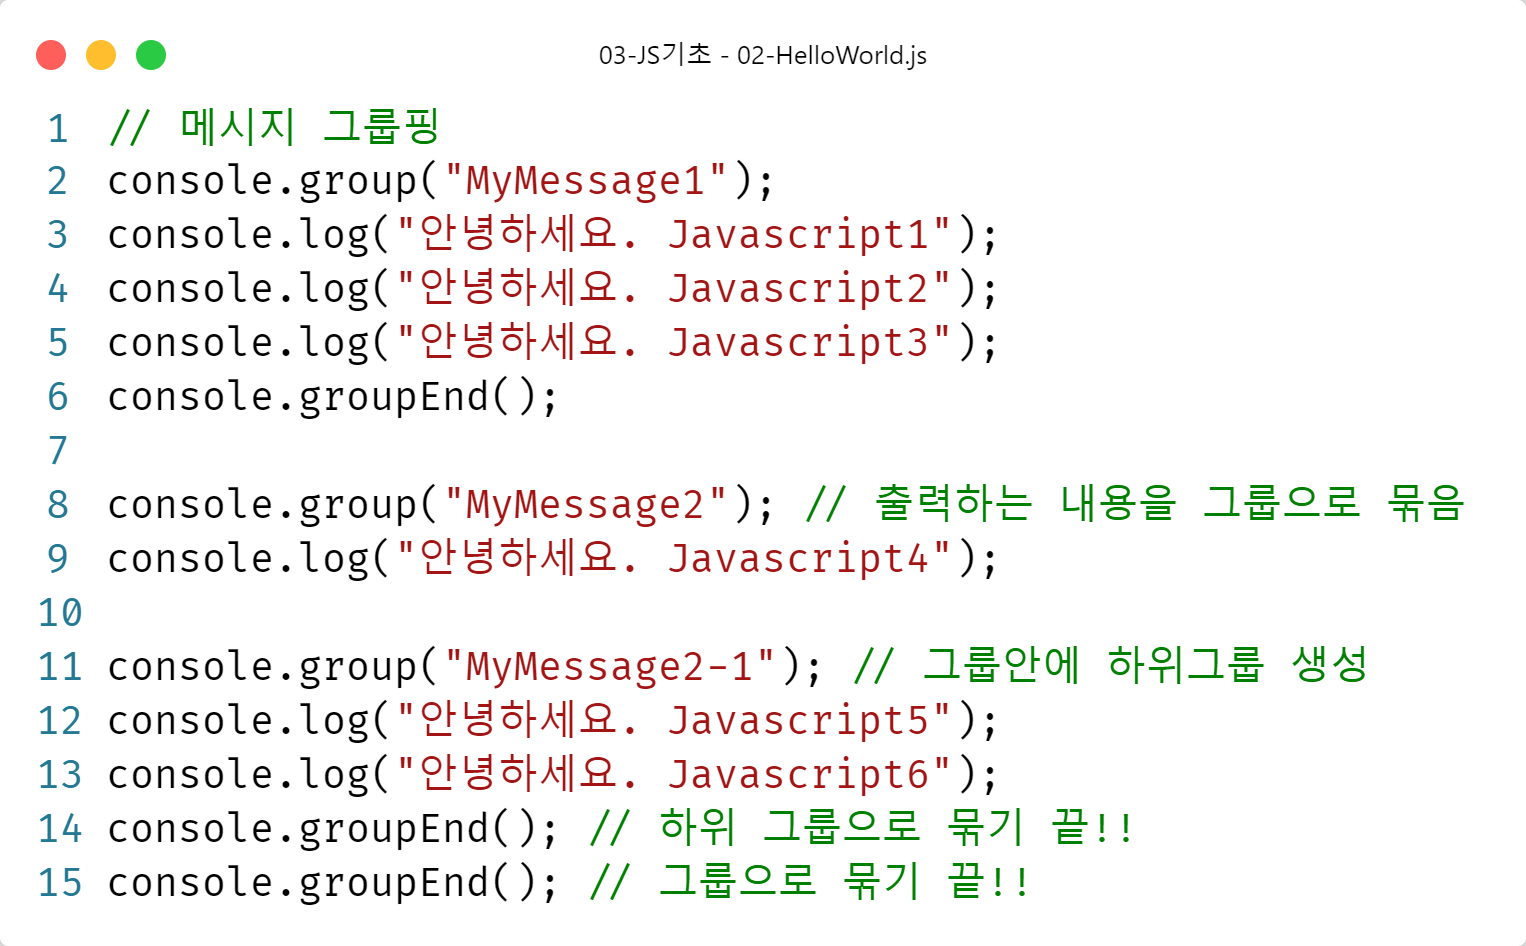 03-JS기초 - 02-HelloWorld.js
1 // 메시지 그룹핑
2 console.group("MyMessage1");
3 console.log("안녕하세요. Javascript1");
4 console.log("안녕하세요. Javascript2");
5 console.log("안녕하세요. Javascript3");
6 console.groupEnd();
7
8 console.group("MyMessage2"); // 출력하는 내용을 그룹으로 묶음
9 console.log("안녕하세요. Javascript4");
10
11 console.group("MyMessage2-1"); // 그룹안에 하위그룹 생성
12 console.log("안녕하세요. Javascript5");
13 console.log("안녕하세요. Javascript6");
14 console.groupEnd(); // 하위 그룹으로 묶기 끝!!
15 console.groupEnd(); // 그룹으로 묶기 끝!!